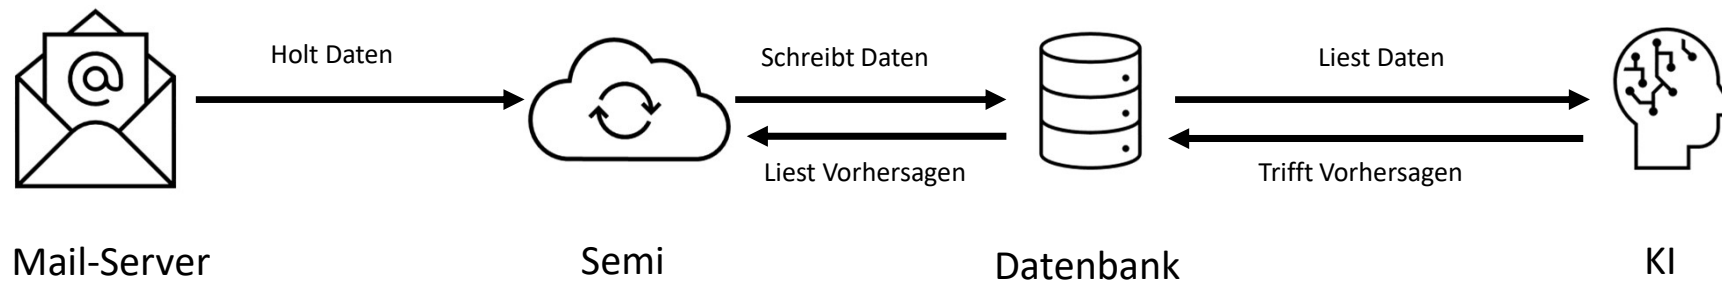 Holt Daten
Schreibt Daten
Liest Daten
@
Liest Vorhersagen
Trifft Vorhersagen
Mail-Server
Semi
Datenbank
KI